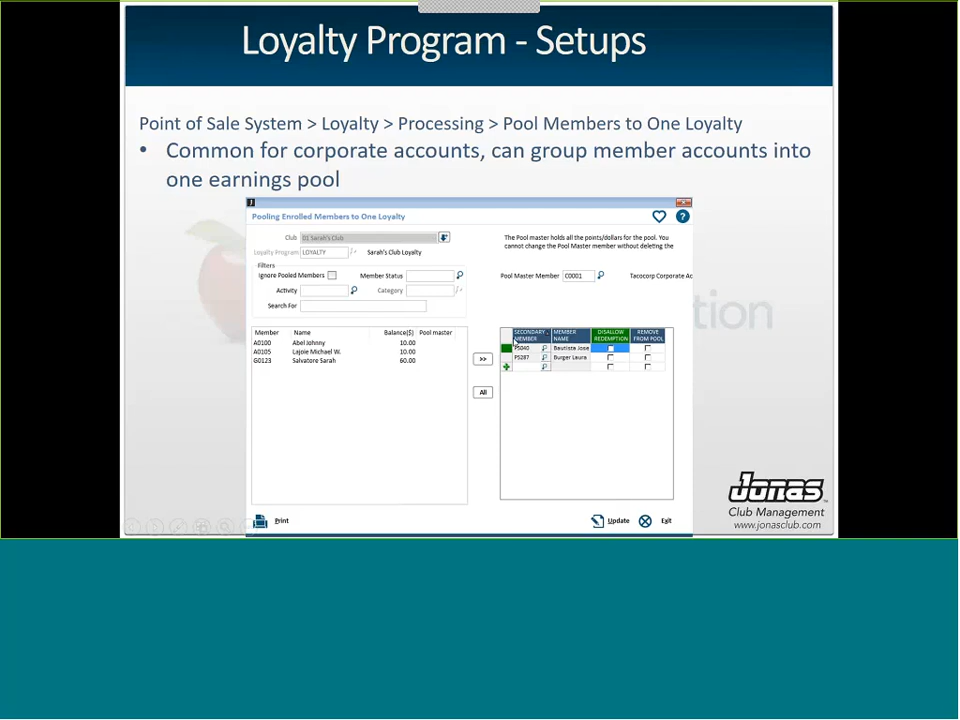 Loyalty Program - Setups
Point of Sale System > Loyalty > Processing > Pool Members to One Loyalty
• Common for corporate accounts, can group member accounts into
one earnings pool
Pooling Enrolled Members to One Loyalty
Club 01 Sarah's Club
Loyalty Program LOYALTY Sarah's Club Loyalty
Filters
Ignore Pooled Members Member Status
Activity Category
Search For
The Pool master holds all the points/dollars for the pool. You
cannot change the Pool Master member without deleting the
Pool Master Member C0001 Tacocorp Corporate Ac
Member Name Balance($) Pool master
A0100 Abel Johnny 10.00
A0105 Lajoie Michael W. 10.00
G0123 Salvatore Sarah 60.00
>>
All
SECONDARY MEMBER DISALLOW REMOVE
MEMBER NAME REDEMPTION FROM POOL
P5040 Bautista Jose
P5287 Burger Laura
Print
Update Exit
Jonas
Club Management
www.jonasclub.com